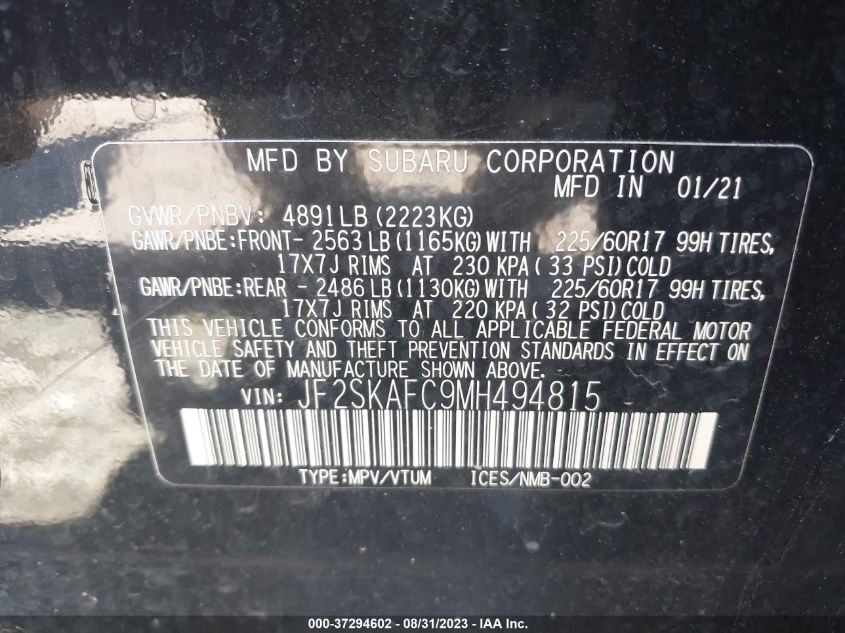 MFD BY SUBARU CORPORATION
MFD IN 01/21
GVWR/PNBV: 4891LB (2223KG)
GAWR/PNBE:FRONT- 2563 LB (1165KG) WITH 225/60R17 99H TIRES,
17X7J RIMS AT 230 KPA ( 33 PSI) COLD
GAWR/PNBE:REAR - 2486 LB (1130KG) WITH 225/60R17 99H TIRES,
17X7J RIMS AT 220 KPA ( 32 PSI) COLD
THIS VEHICLE CONFORMS TO ALL APPLICABLE FEDERAL MOTOR
VEHICLE SAFETY AND THEFT PREVENTION STANDARDS IN EFFECT ON
THE DATE OF MANUFACTURE SHOWN ABOVE.
VIN: JF2SKAFC9MH494815
TYPE:MPV/VTUM ICES/NMB-002
000-37294602 - 08/31/2023 - IAA Inc.